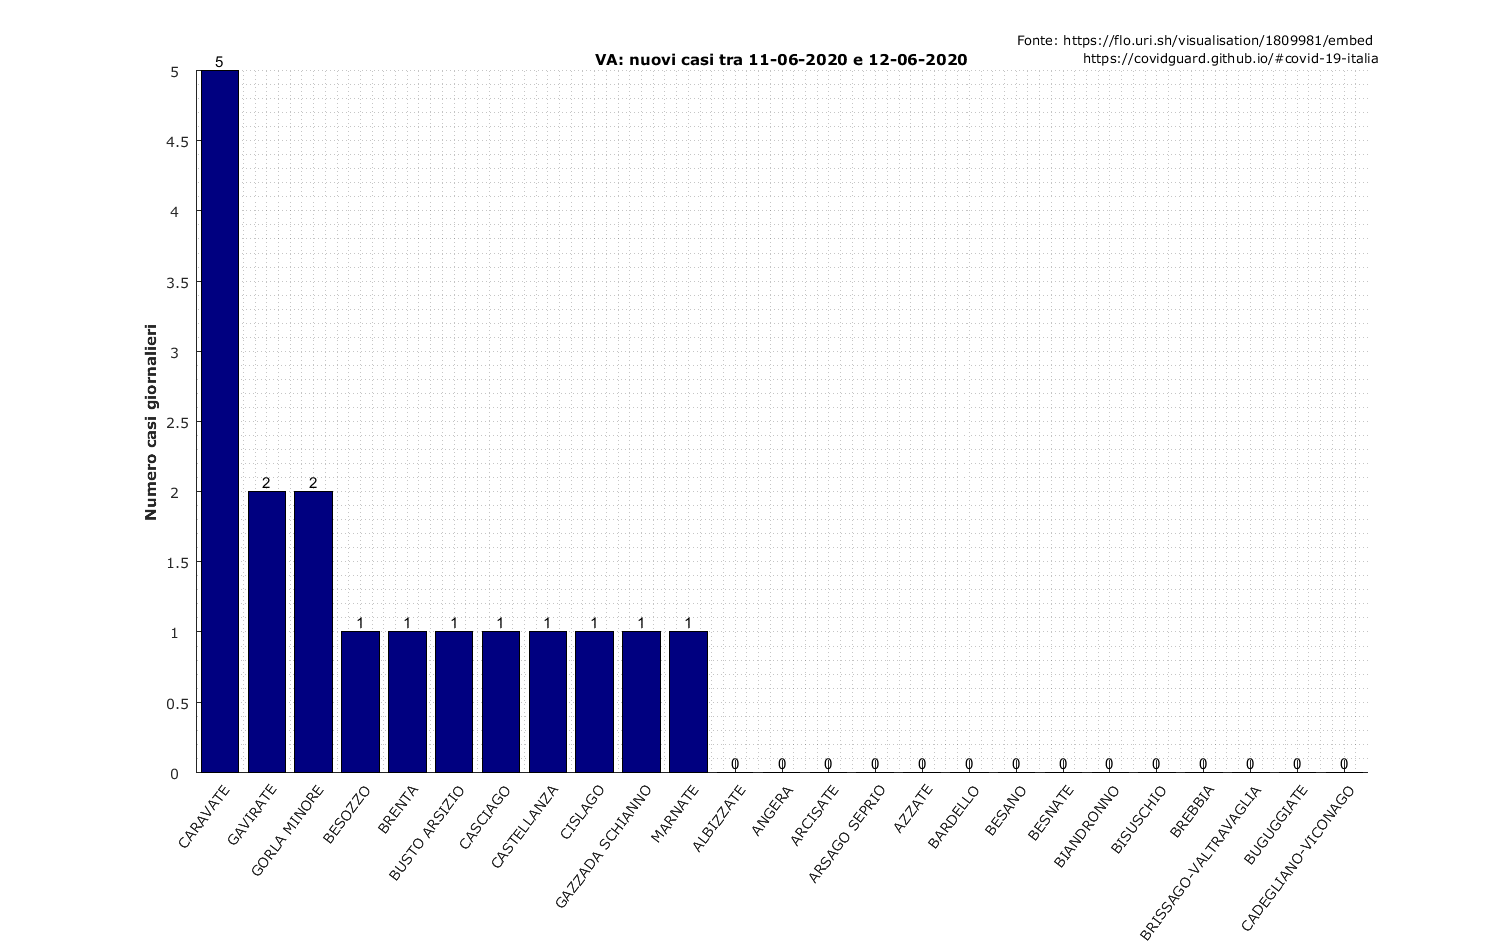 Fonte: https://flo.uri.sh/visualisation/1809981/embed
https://covidguard.github.io/#covid-19-italia
VA: nuovi casi tra 11-06-2020 e 12-06-2020
Numero casi giornalieri
5
4.5
4
3.5
3
2.5
2
1.5
1
0.5
0
5
2
2
1
1
1
1
1
1
1
1
0
0
0
0
0
0
0
0
0
0
0
0
0
0
CARAVATE
GAVIRATE
GORLA MINORE
BESOZZO
BRENTA
BUSTO ARSIZIO
CASCIAGO
CASTELLANZA
CISLAGO
GAZZADA SCHIANNO
MARNATE
ALBIZZATE
ANGERA
ARCISATE
ARSAGO SEPRIO
AZZATE
BARDELLO
BESANO
BESNATE
BIANDRONNO
BISUSCHIO
BREBBIA
BRISSAGO-VALTRAVAGLIA
BUGUGGIATE
CADEGLIANO-VICONAGO